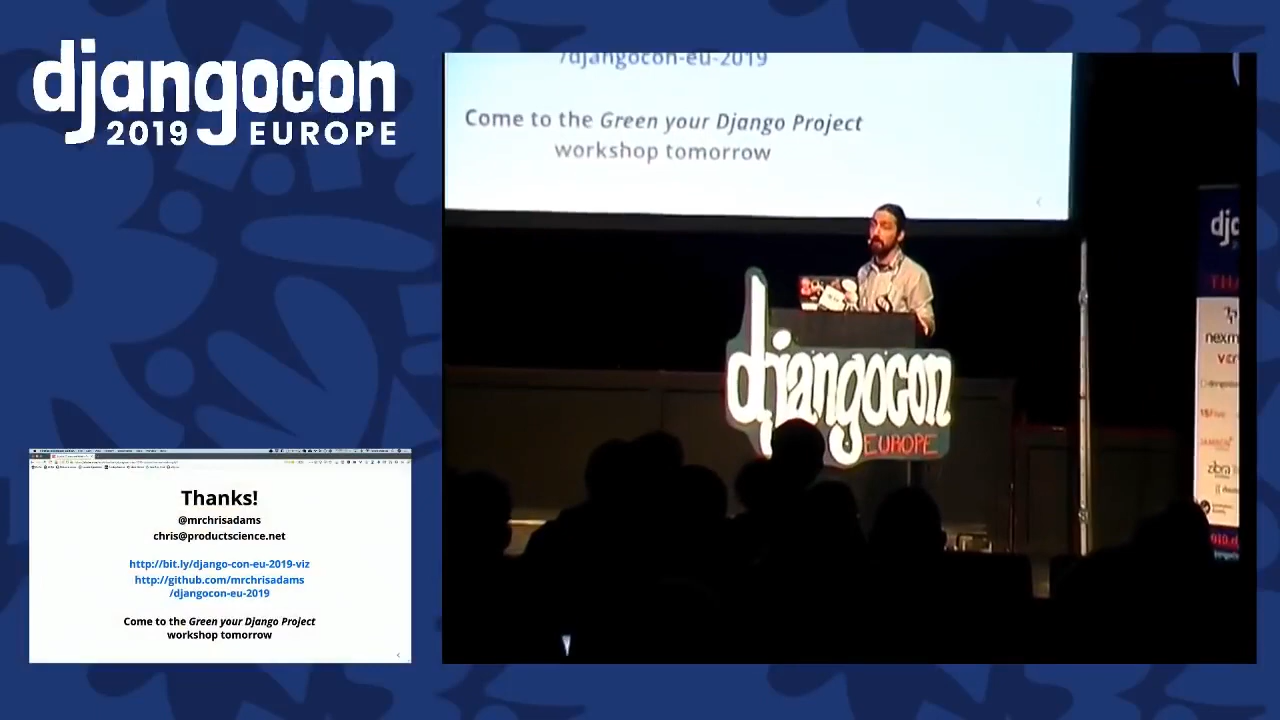 djangocon
2019 EUROPE
/djangocon-eu-2019
Come to the Green your Django Project
workshop tomorrow
djangocon
EUROPE
Thanks!
@mrchrisadams
chris@productscience.net
http://bit.ly/django-con-eu-2019-viz
http://github.com/mrchrisadams
/djangocon-eu-2019
Come to the Green your Django Project
workshop tomorrow